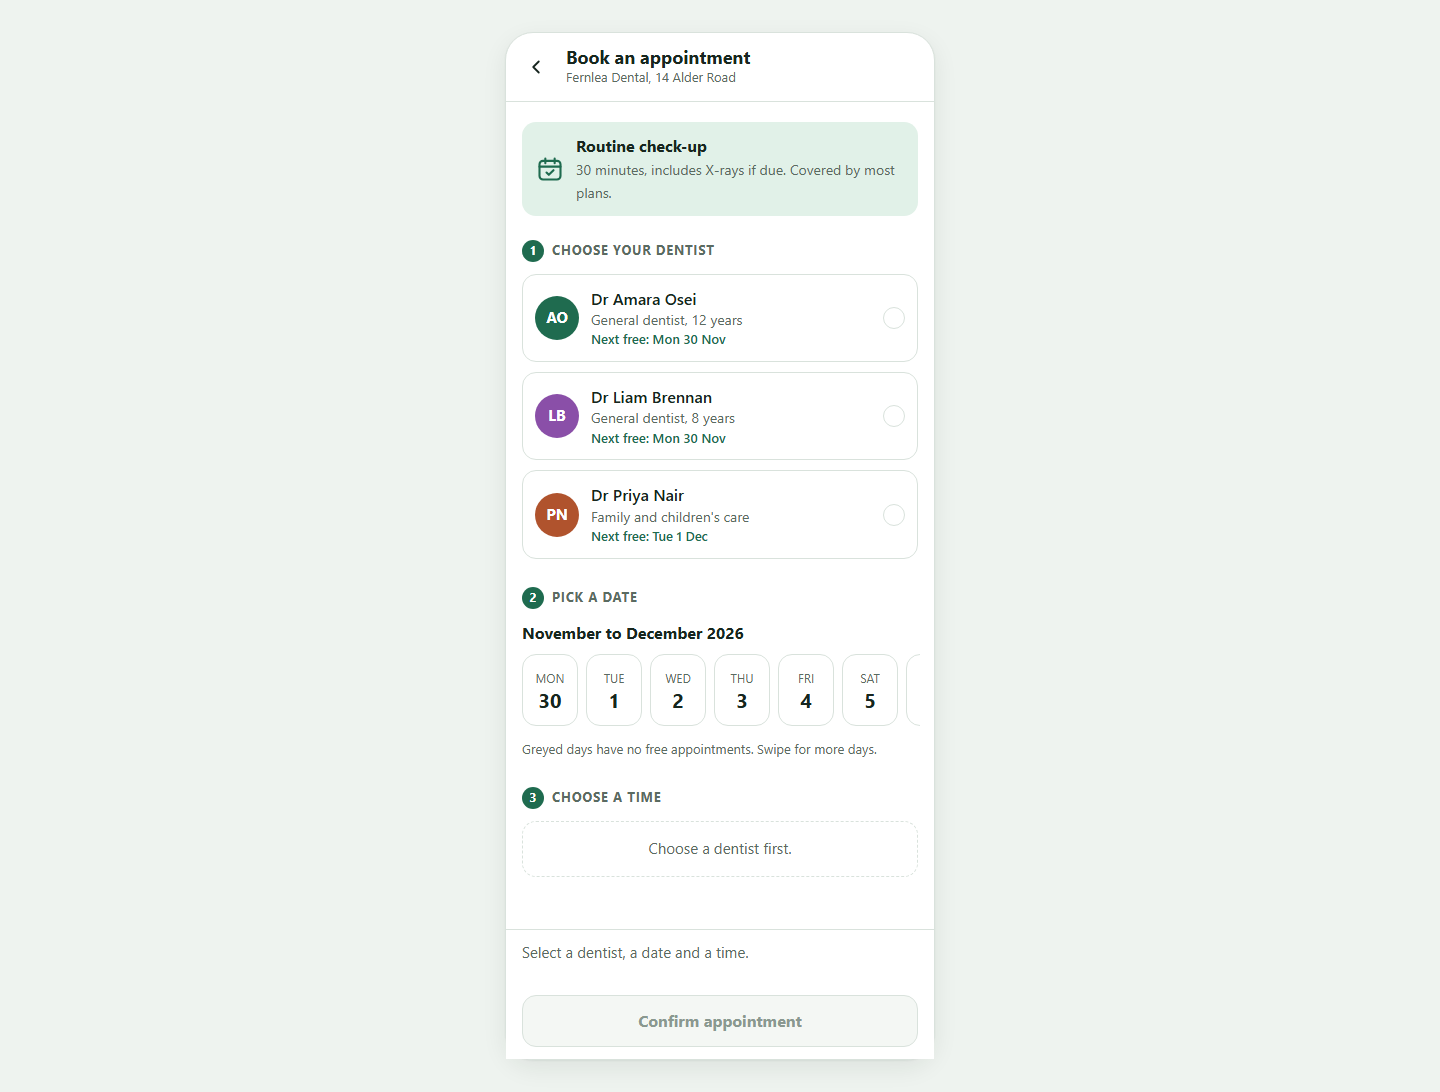 Book an appointment
Fernlea Dental, 14 Alder Road
Routine check-up
30 minutes, includes X-rays if due. Covered by most
plans.
1 CHOOSE YOUR DENTIST
AO
Dr Amara Osei
General dentist, 12 years
Next free: Mon 30 Nov
LB
Dr Liam Brennan
General dentist, 8 years
Next free: Mon 30 Nov
PN
Dr Priya Nair
Family and children's care
Next free: Tue 1 Dec
2 PICK A DATE
November to December 2026
MON TUE WED THU FRI SAT
30 1 2 3 4 5
Greyed days have no free appointments. Swipe for more days.
3 CHOOSE A TIME
Choose a dentist first.
Select a dentist, a date and a time.
Confirm appointment